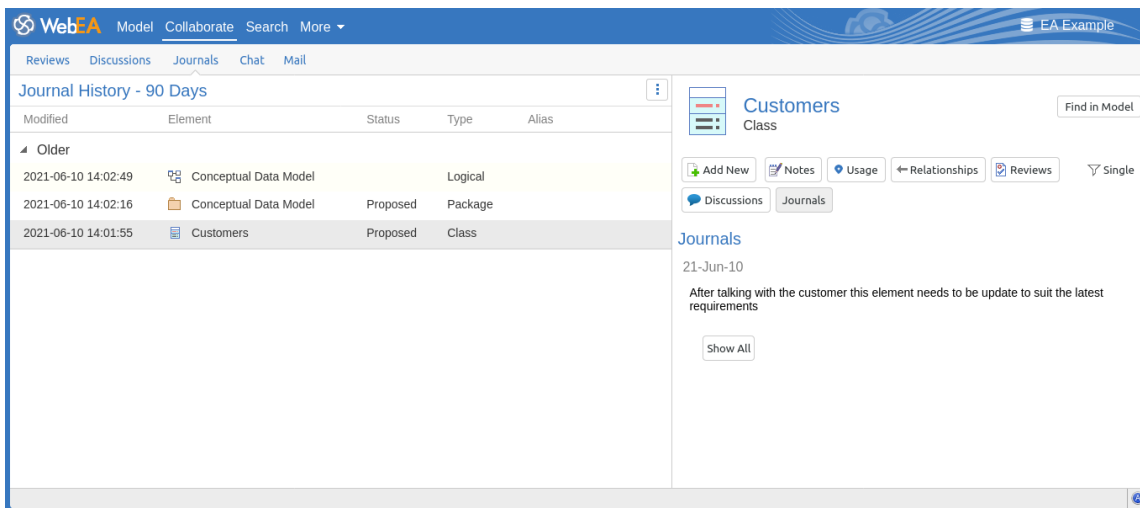 WebEA Model Collaborate Search More EA Example
Reviews Discussions Journals Chat Mail
Journal History - 90 Days
Modified Element Status Type Alias
Older
2021-06-10 14:02:49 Conceptual Data Model Logical
2021-06-10 14:02:16 Conceptual Data Model Proposed Package
2021-06-10 14:01:55 Customers Proposed Class
Customers
Class
Find in Model
Add New Notes Usage Relationships Reviews Single
Discussions Journals
Journals
21-Jun-10
After talking with the customer this element needs to be update to suit the latest
requirements
Show All